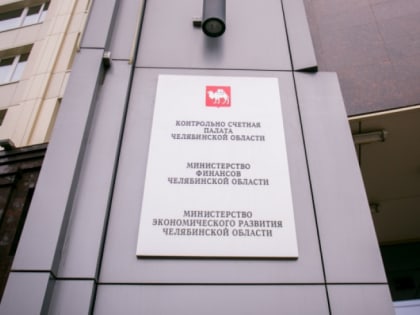 КОНТРОЛЬНО СЧЕТНАЯ
ПАЛАТА
ЧЕЛЯБИНСКОЙ ОБЛАСТИ
МИНИСТЕРСТВО
ФИНАНСОВ
ЧЕЛЯБИНСКОЙ ОБЛАСТИ
МИНИСТЕРСТВО
ЭКОНОМИЧЕСКОГО РАЗВИТИЯ
ЧЕЛЯБИНСКОЙ ОБЛАСТИ